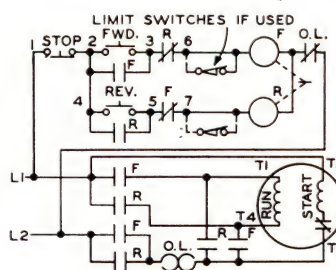 LIMIT SWITCHES IF USED
1 STOP 2 FWD. 3 R 6 F O.L.
F
REV.
4 5 F 7 R
R
L1 F T1 T
R RUN START
R T4 F
L2 F T
O.L.
R